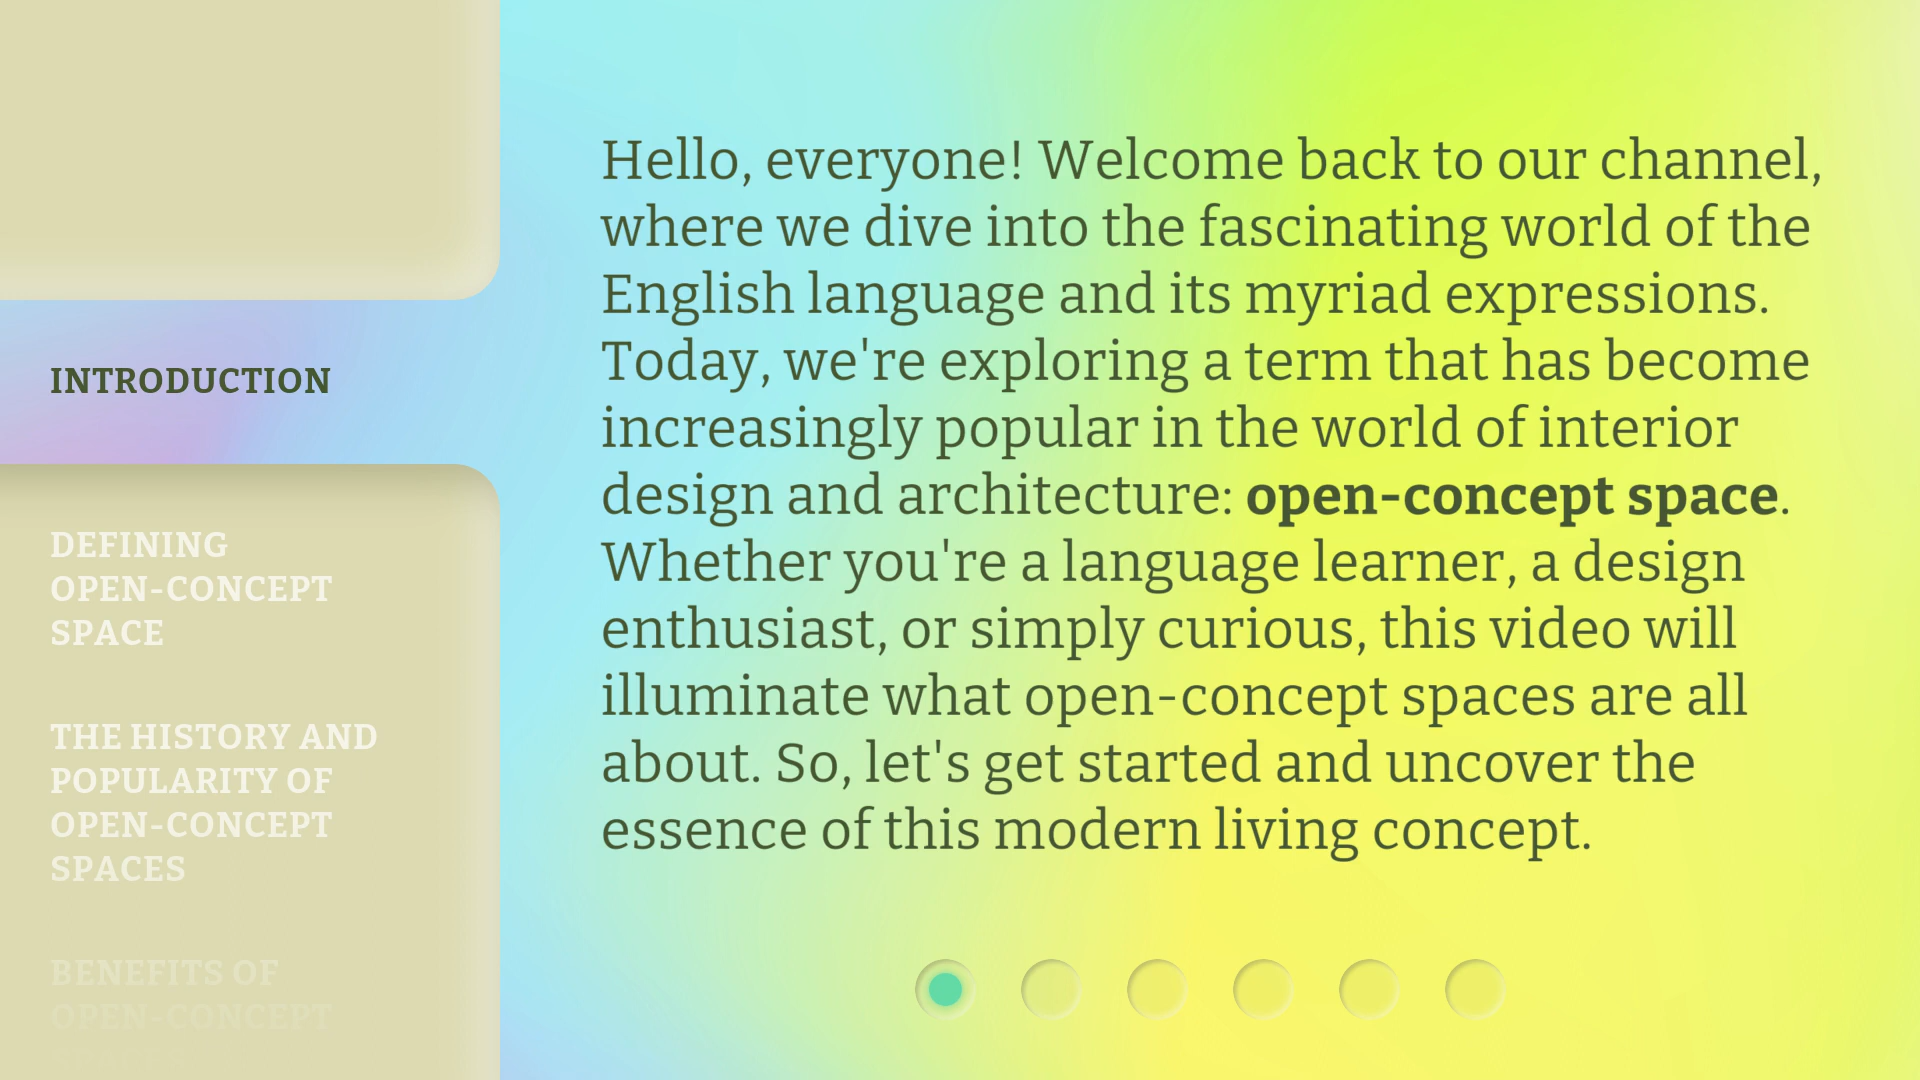 INTRODUCTION
DEFINING
OPEN-CONCEPT
SPACE
THE HISTORY AND
POPULARITY OF
OPEN-CONCEPT
SPACES
BENEFITS OF
OPEN-CONCEPT
SPACES
Hello, everyone! Welcome back to our channel,
where we dive into the fascinating world of the
English language and its myriad expressions.
Today, we're exploring a term that has become
increasingly popular in the world of interior
design and architecture: open-concept space.
Whether you're a language learner, a design
enthusiast, or simply curious, this video will
illuminate what open-concept spaces are all
about. So, let's get started and uncover the
essence of this modern living concept.